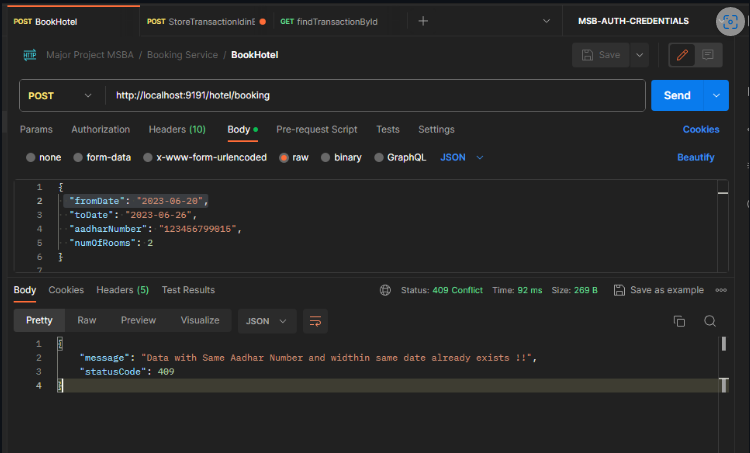 POST BookHotel POST StoreTransactionIdinE GET findTransactionById + MSB-AUTH-CREDENTIALS
HTTP Major Project MSBA / Booking Service / BookHotel Save
POST http://localhost:9191/hotel/booking Send
Params Authorization Headers (10) Body Pre-request Script Tests Settings Cookies
none form-data x-www-form-urlencoded raw binary GraphQL JSON Beautify
1 {
2 "fromDate": "2023-06-20",
3 "toDate": "2023-06-26",
4 "aadharNumber": "123456799015",
5 "numOfRooms": 2
6 }
7
Body Cookies Headers (5) Test Results Status: 409 Conflict Time: 92 ms Size: 269 B Save as example
Pretty Raw Preview Visualize JSON
1 {
2 "message": "Data with Same Aadhar Number and widthin same date already exists !!",
3 "statusCode": 409
4 }